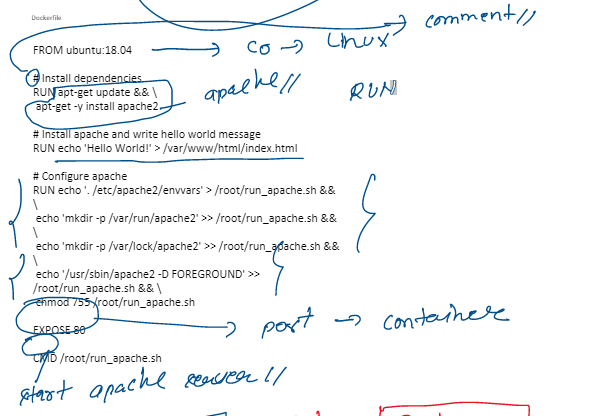 comment//
Dockerfile
FROM ubuntu:18.04 → CO → Linux
# Install dependencies
RUN apt-get update && \
apt-get -y install apache2 apache// RUN
# Install apache and write hello world message
RUN echo 'Hello World!' > /var/www/html/index.html
# Configure apache
RUN echo '. /etc/apache2/envvars' > /root/run_apache.sh &&
\
echo 'mkdir -p /var/run/apache2' >> /root/run_apache.sh &&
\
echo 'mkdir -p /var/lock/apache2' >> /root/run_apache.sh &&
\
echo '/usr/sbin/apache2 -D FOREGROUND' >>
/root/run_apache.sh && \
chmod 755 /root/run_apache.sh
EXPOSE 80 → port → container
CMD /root/run_apache.sh
start apache server//